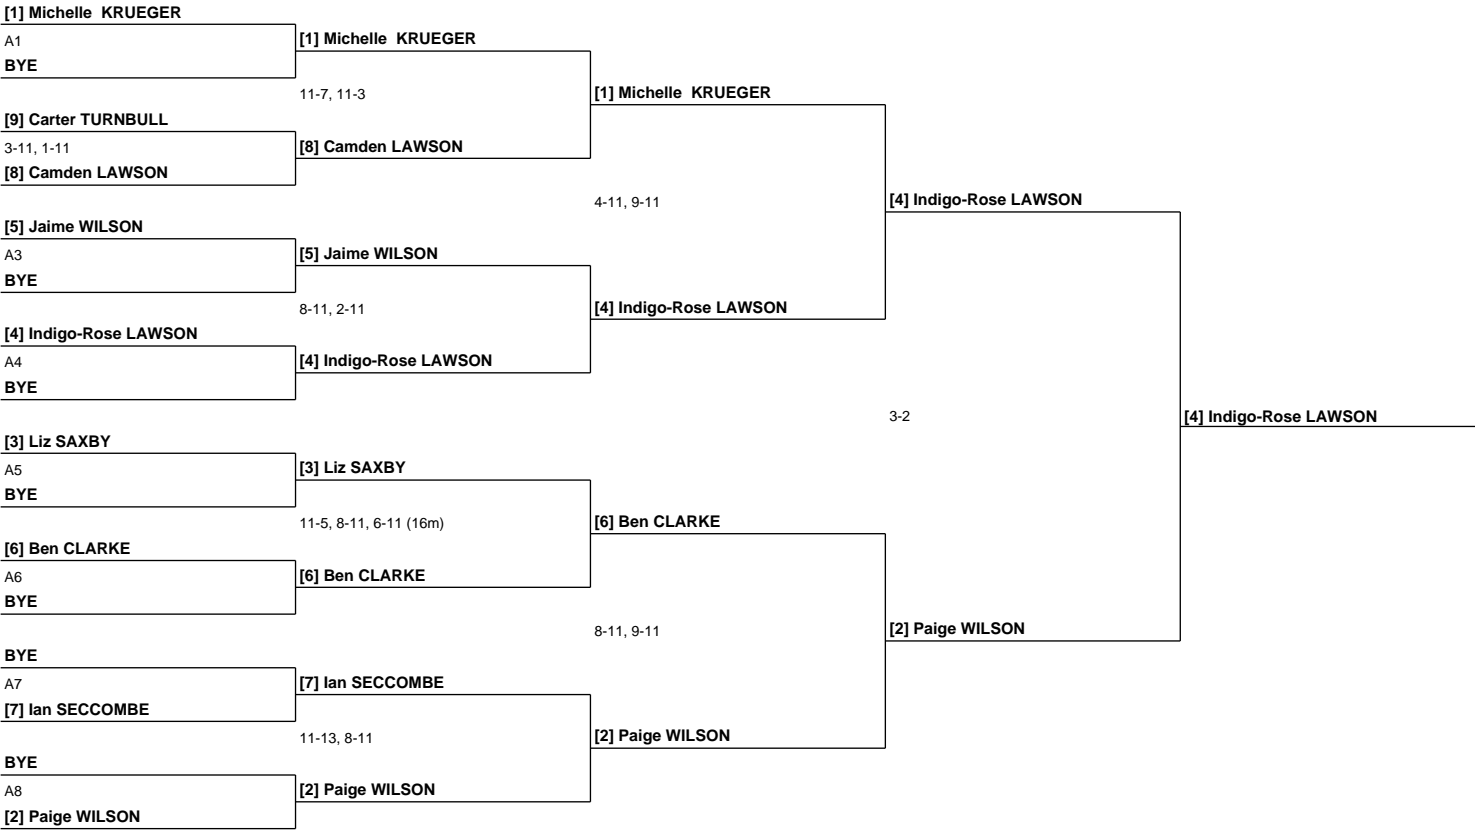 [1] Michelle KRUEGER
A1
BYE
[9] Carter TURNBULL
3-11, 1-11
[8] Camden LAWSON
[5] Jaime WILSON
A3
BYE
[4] Indigo-Rose LAWSON
A4
BYE
[3] Liz SAXBY
A5
BYE
[6] Ben CLARKE
A6
BYE
BYE
A7
[7] Ian SECCOMBE
BYE
A8
[2] Paige WILSON
[1] Michelle KRUEGER
11-7, 11-3
[8] Camden LAWSON
[5] Jaime WILSON
8-11, 2-11
[4] Indigo-Rose LAWSON
[3] Liz SAXBY
11-5, 8-11, 6-11 (16m)
[6] Ben CLARKE
[7] Ian SECCOMBE
11-13, 8-11
[2] Paige WILSON
[1] Michelle KRUEGER
4-11, 9-11
[4] Indigo-Rose LAWSON
[6] Ben CLARKE
8-11, 9-11
[2] Paige WILSON
[4] Indigo-Rose LAWSON
3-2
[2] Paige WILSON
[4] Indigo-Rose LAWSON